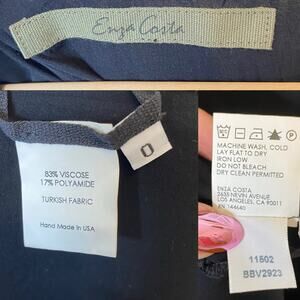 Enza Costa
83% VISCOSE
17% POLYAMIDE
TURKISH FABRIC
Hand Made In USA
0
MACHINE WASH, COLD
LAY FLAT TO DRY
IRON LOW
DO NOT BLEACH
DRY CLEAN PERMITTED
ENZA COSTA
2635 NEVIN AVENUE
LOS ANGELES, CA 90011
RN 144640
11502
BBV2923